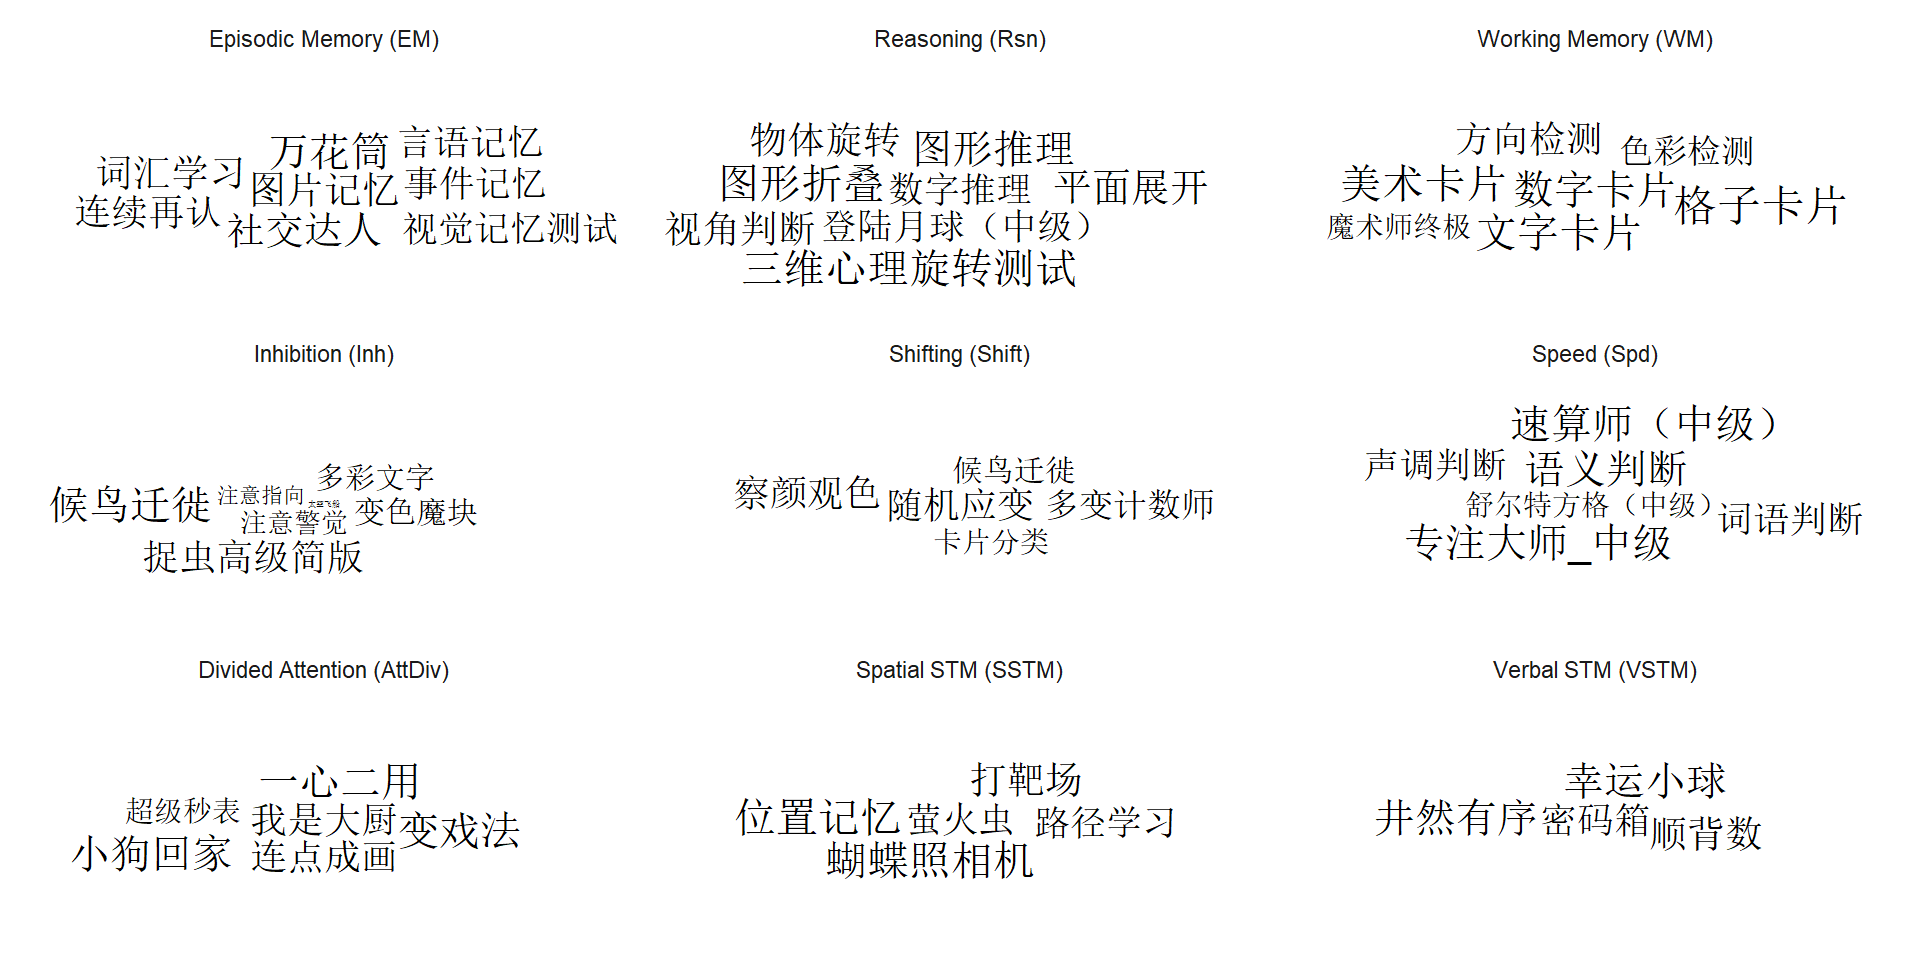 Episodic Memory (EM)
万花筒
言语记忆
词汇学习
图片记忆
事件记忆
连续再认
社交达人
视觉记忆测试
Reasoning (Rsn)
物体旋转
图形推理
图形折叠
数字推理
平面展开
视角判断
登陆月球（中级）
三维心理旋转测试
Working Memory (WM)
方向检测
色彩检测
美术卡片
数字卡片
格子卡片
魔术师终极
文字卡片
Inhibition (Inh)
多彩文字
候鸟迁徙
注意指向
注意警觉
变色魔块
捉虫高级简版
Shifting (Shift)
候鸟迁徙
察颜观色
随机应变
多变计数师
卡片分类
Speed (Spd)
速算师（中级）
声调判断
语义判断
舒尔特方格（中级）
词语判断
专注大师_中级
Divided Attention (AttDiv)
一心二用
超级秒表
我是大厨
变戏法
小狗回家
连点成画
Spatial STM (SSTM)
打靶场
位置记忆
萤火虫
路径学习
蝴蝶照相机
Verbal STM (VSTM)
幸运小球
井然有序
密码箱
顺背数